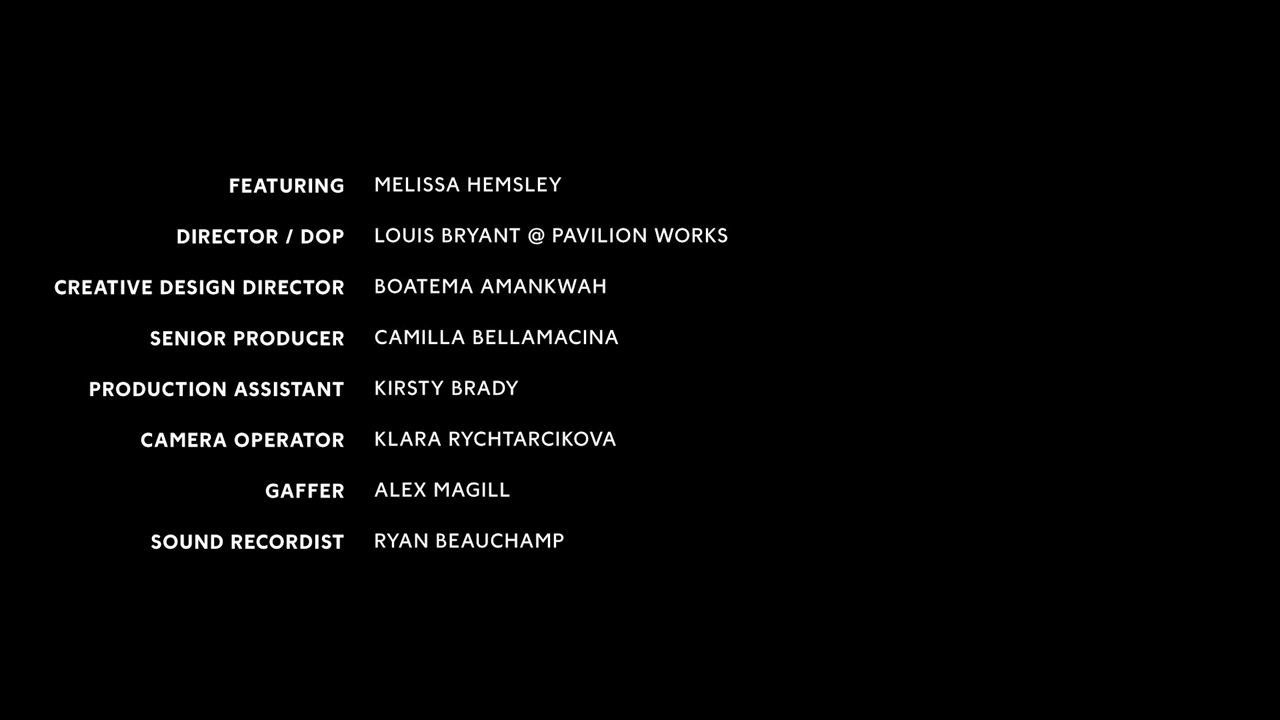 FEATURING MELISSA HEMSLEY
DIRECTOR / DOP LOUIS BRYANT @ PAVILION WORKS
CREATIVE DESIGN DIRECTOR BOATEMA AMANKWAH
SENIOR PRODUCER CAMILLA BELLAMACINA
PRODUCTION ASSISTANT KIRSTY BRADY
CAMERA OPERATOR KLARA RYCHTARCIKOVA
GAFFER ALEX MAGILL
SOUND RECORDIST RYAN BEAUCHAMP